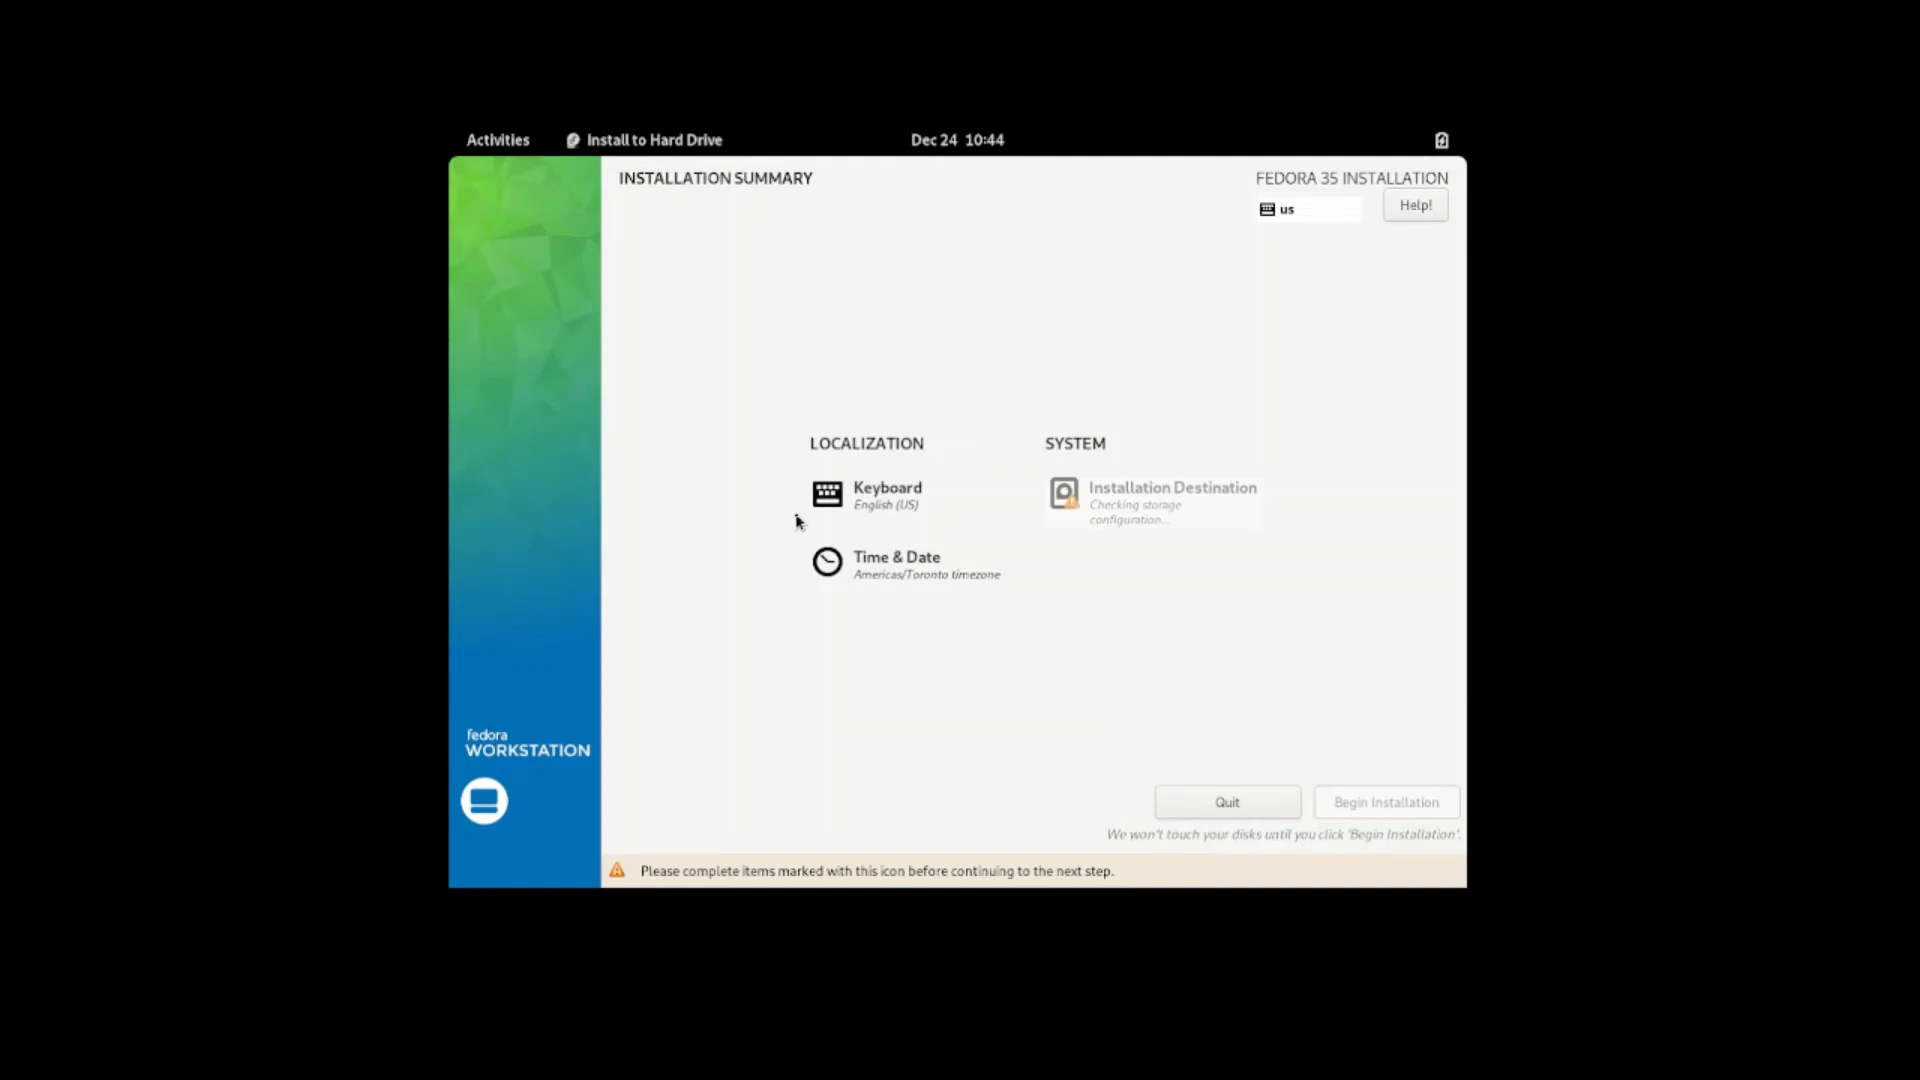 Activities Install to Hard Drive Dec 24 10:44
INSTALLATION SUMMARY
FEDORA 35 INSTALLATION
us
Help!
LOCALIZATION
Keyboard
English (US)
Time & Date
Americas/Toronto timezone
SYSTEM
Installation Destination
Checking storage
configuration...
fedora
WORKSTATION
Quit
Begin Installation
We won't touch your disks until you click 'Begin Installation'.
Please complete items marked with this icon before continuing to the next step.